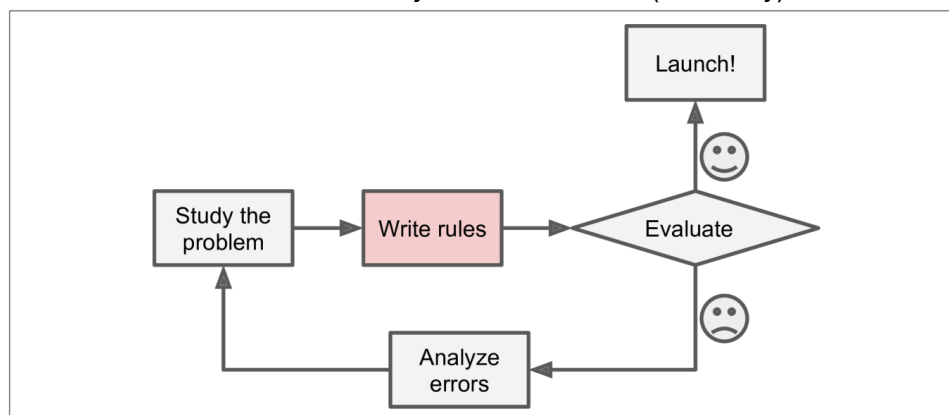 Launch!
Study the
problem
Write rules
Evaluate
Analyze
errors